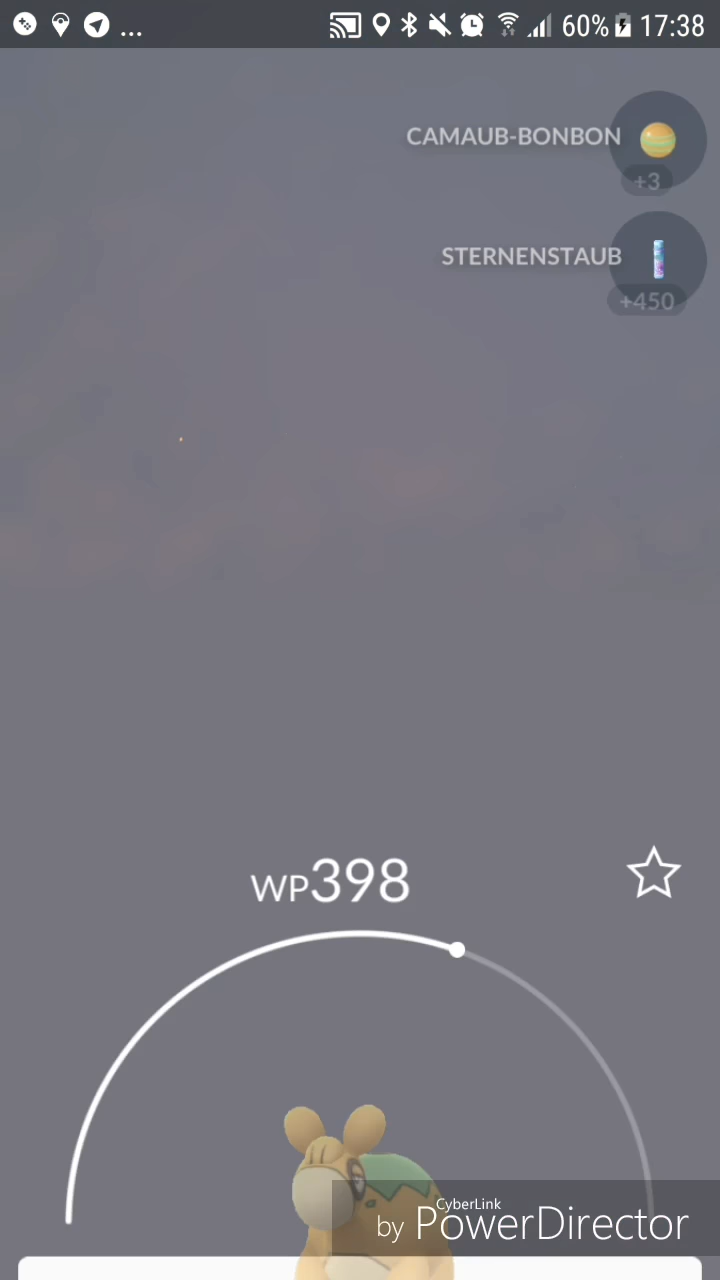 ... 60% 17:38
CAMAUB-BONBON
+3
STERNENSTAUB
+450
WP398
CyberLink
by PowerDirector